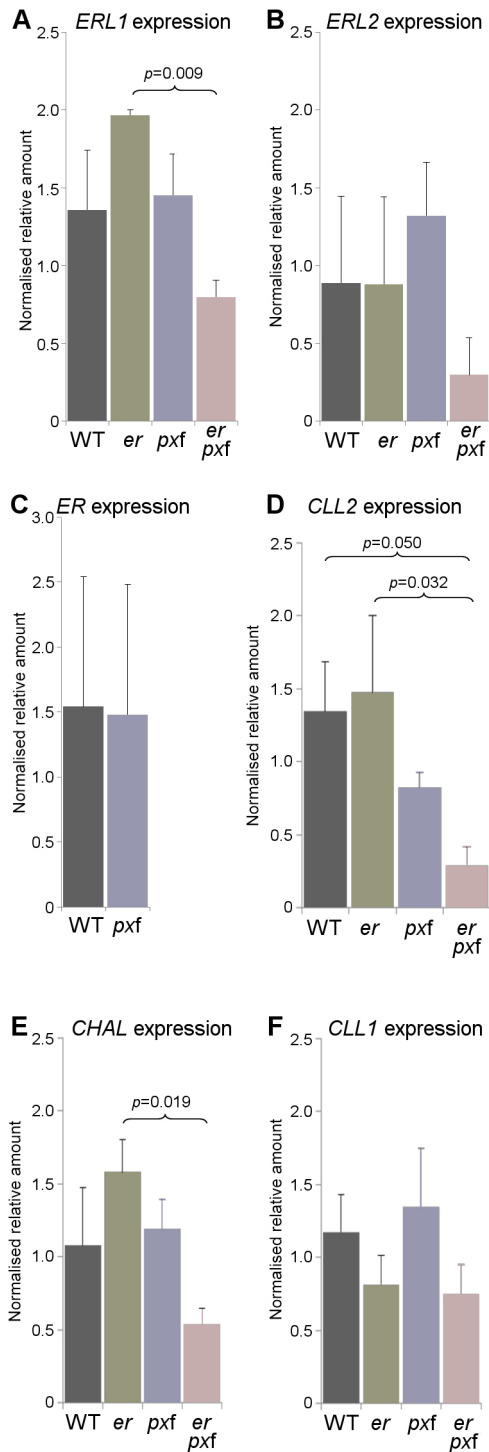 A ERL1 expression
Normalised relative amount
2.5
2.0
1.5
1.0
0.5
0
p=0.009
WT er pxf er
pxf
B ERL2 expression
Normalised relative amount
2.5
2.0
1.5
1.0
0.5
0
WT er pxf er
pxf
C ER expression
Normalised relative amount
3.0
2.5
2.0
1.5
1.0
0.5
0
WT pxf
D CLL2 expression
Normalised relative amount
2.5
2.0
1.5
1.0
0.5
0
p=0.050
p=0.032
WT er pxf er
pxf
E CHAL expression
Normalised relative amount
2.5
2.0
1.5
1.0
0.5
0
p=0.019
WT er pxf er
pxf
F CLL1 expression
Normalised relative amount
2.5
2.0
1.5
1.0
0.5
0
WT er pxf er
pxf